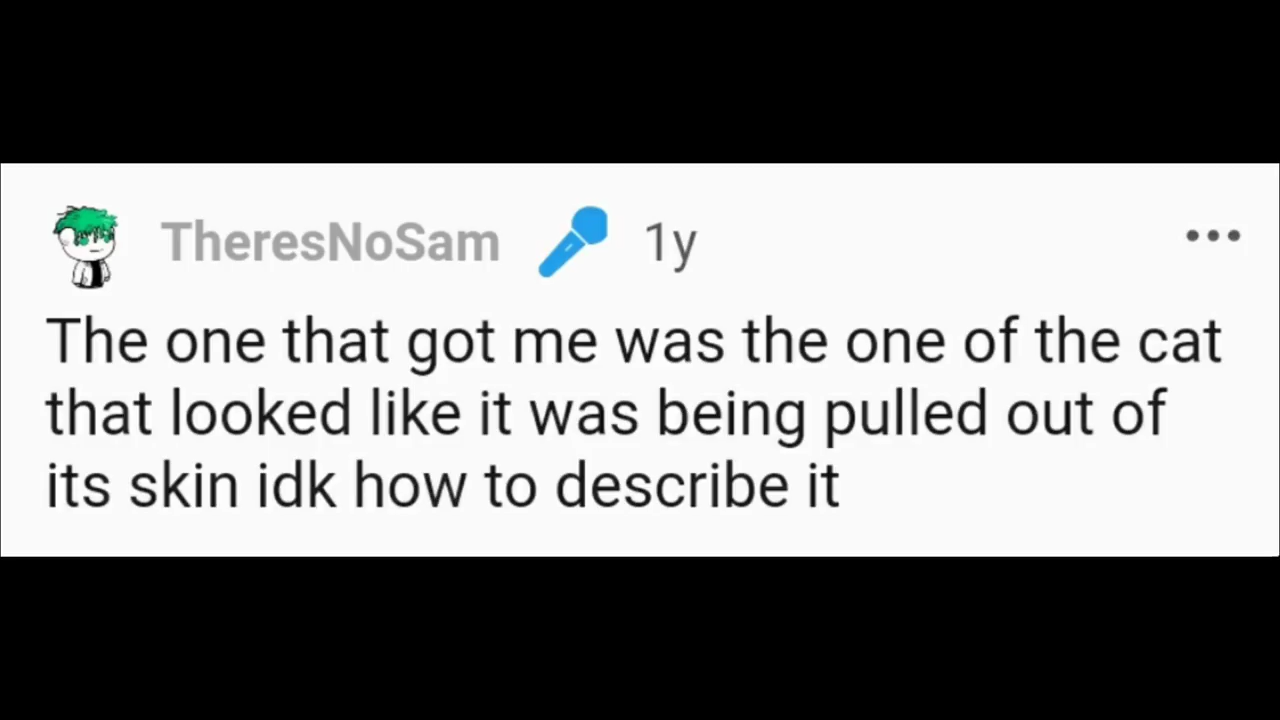 TheresNoSam 1y
The one that got me was the one of the cat
that looked like it was being pulled out of
its skin idk how to describe it